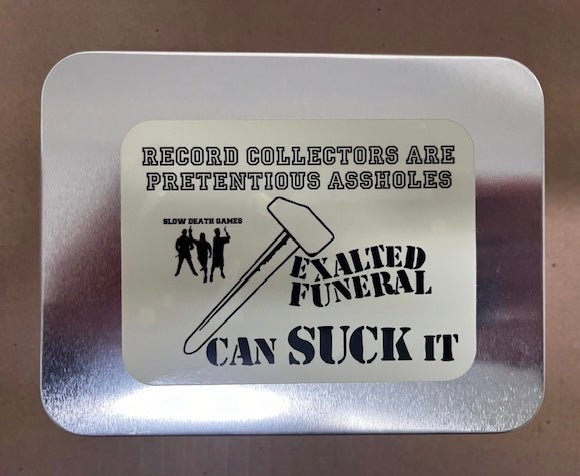 RECORD COLLECTORS ARE
PRETENTIOUS ASSHOLES
SLOW DEATH GAMES
EXALTED
FUNERAL
CAN SUCK IT